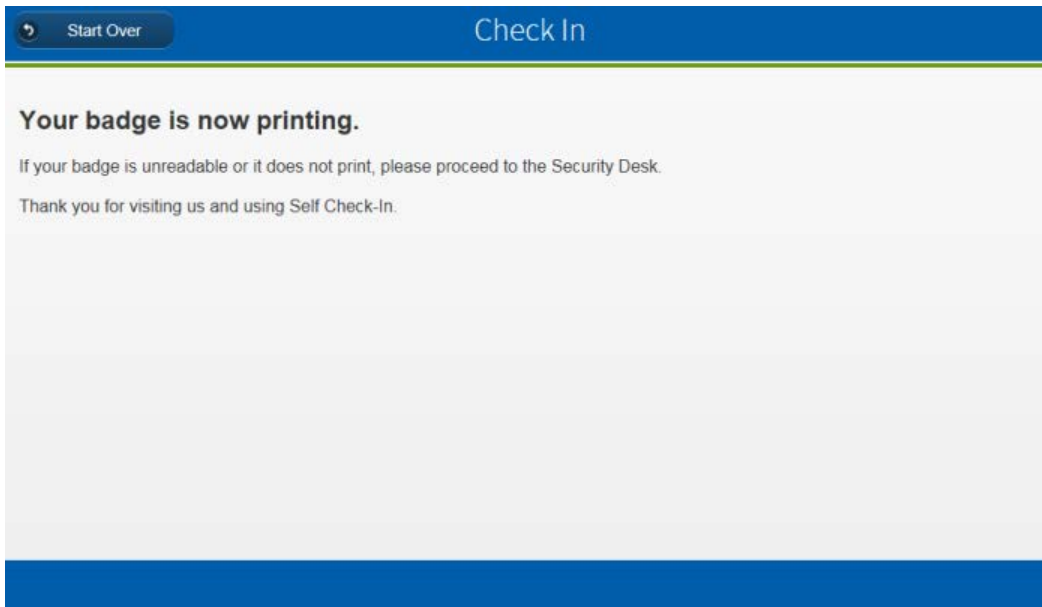 Start Over
Check In
Your badge is now printing.
If your badge is unreadable or it does not print, please proceed to the Security Desk.
Thank you for visiting us and using Self Check-In.